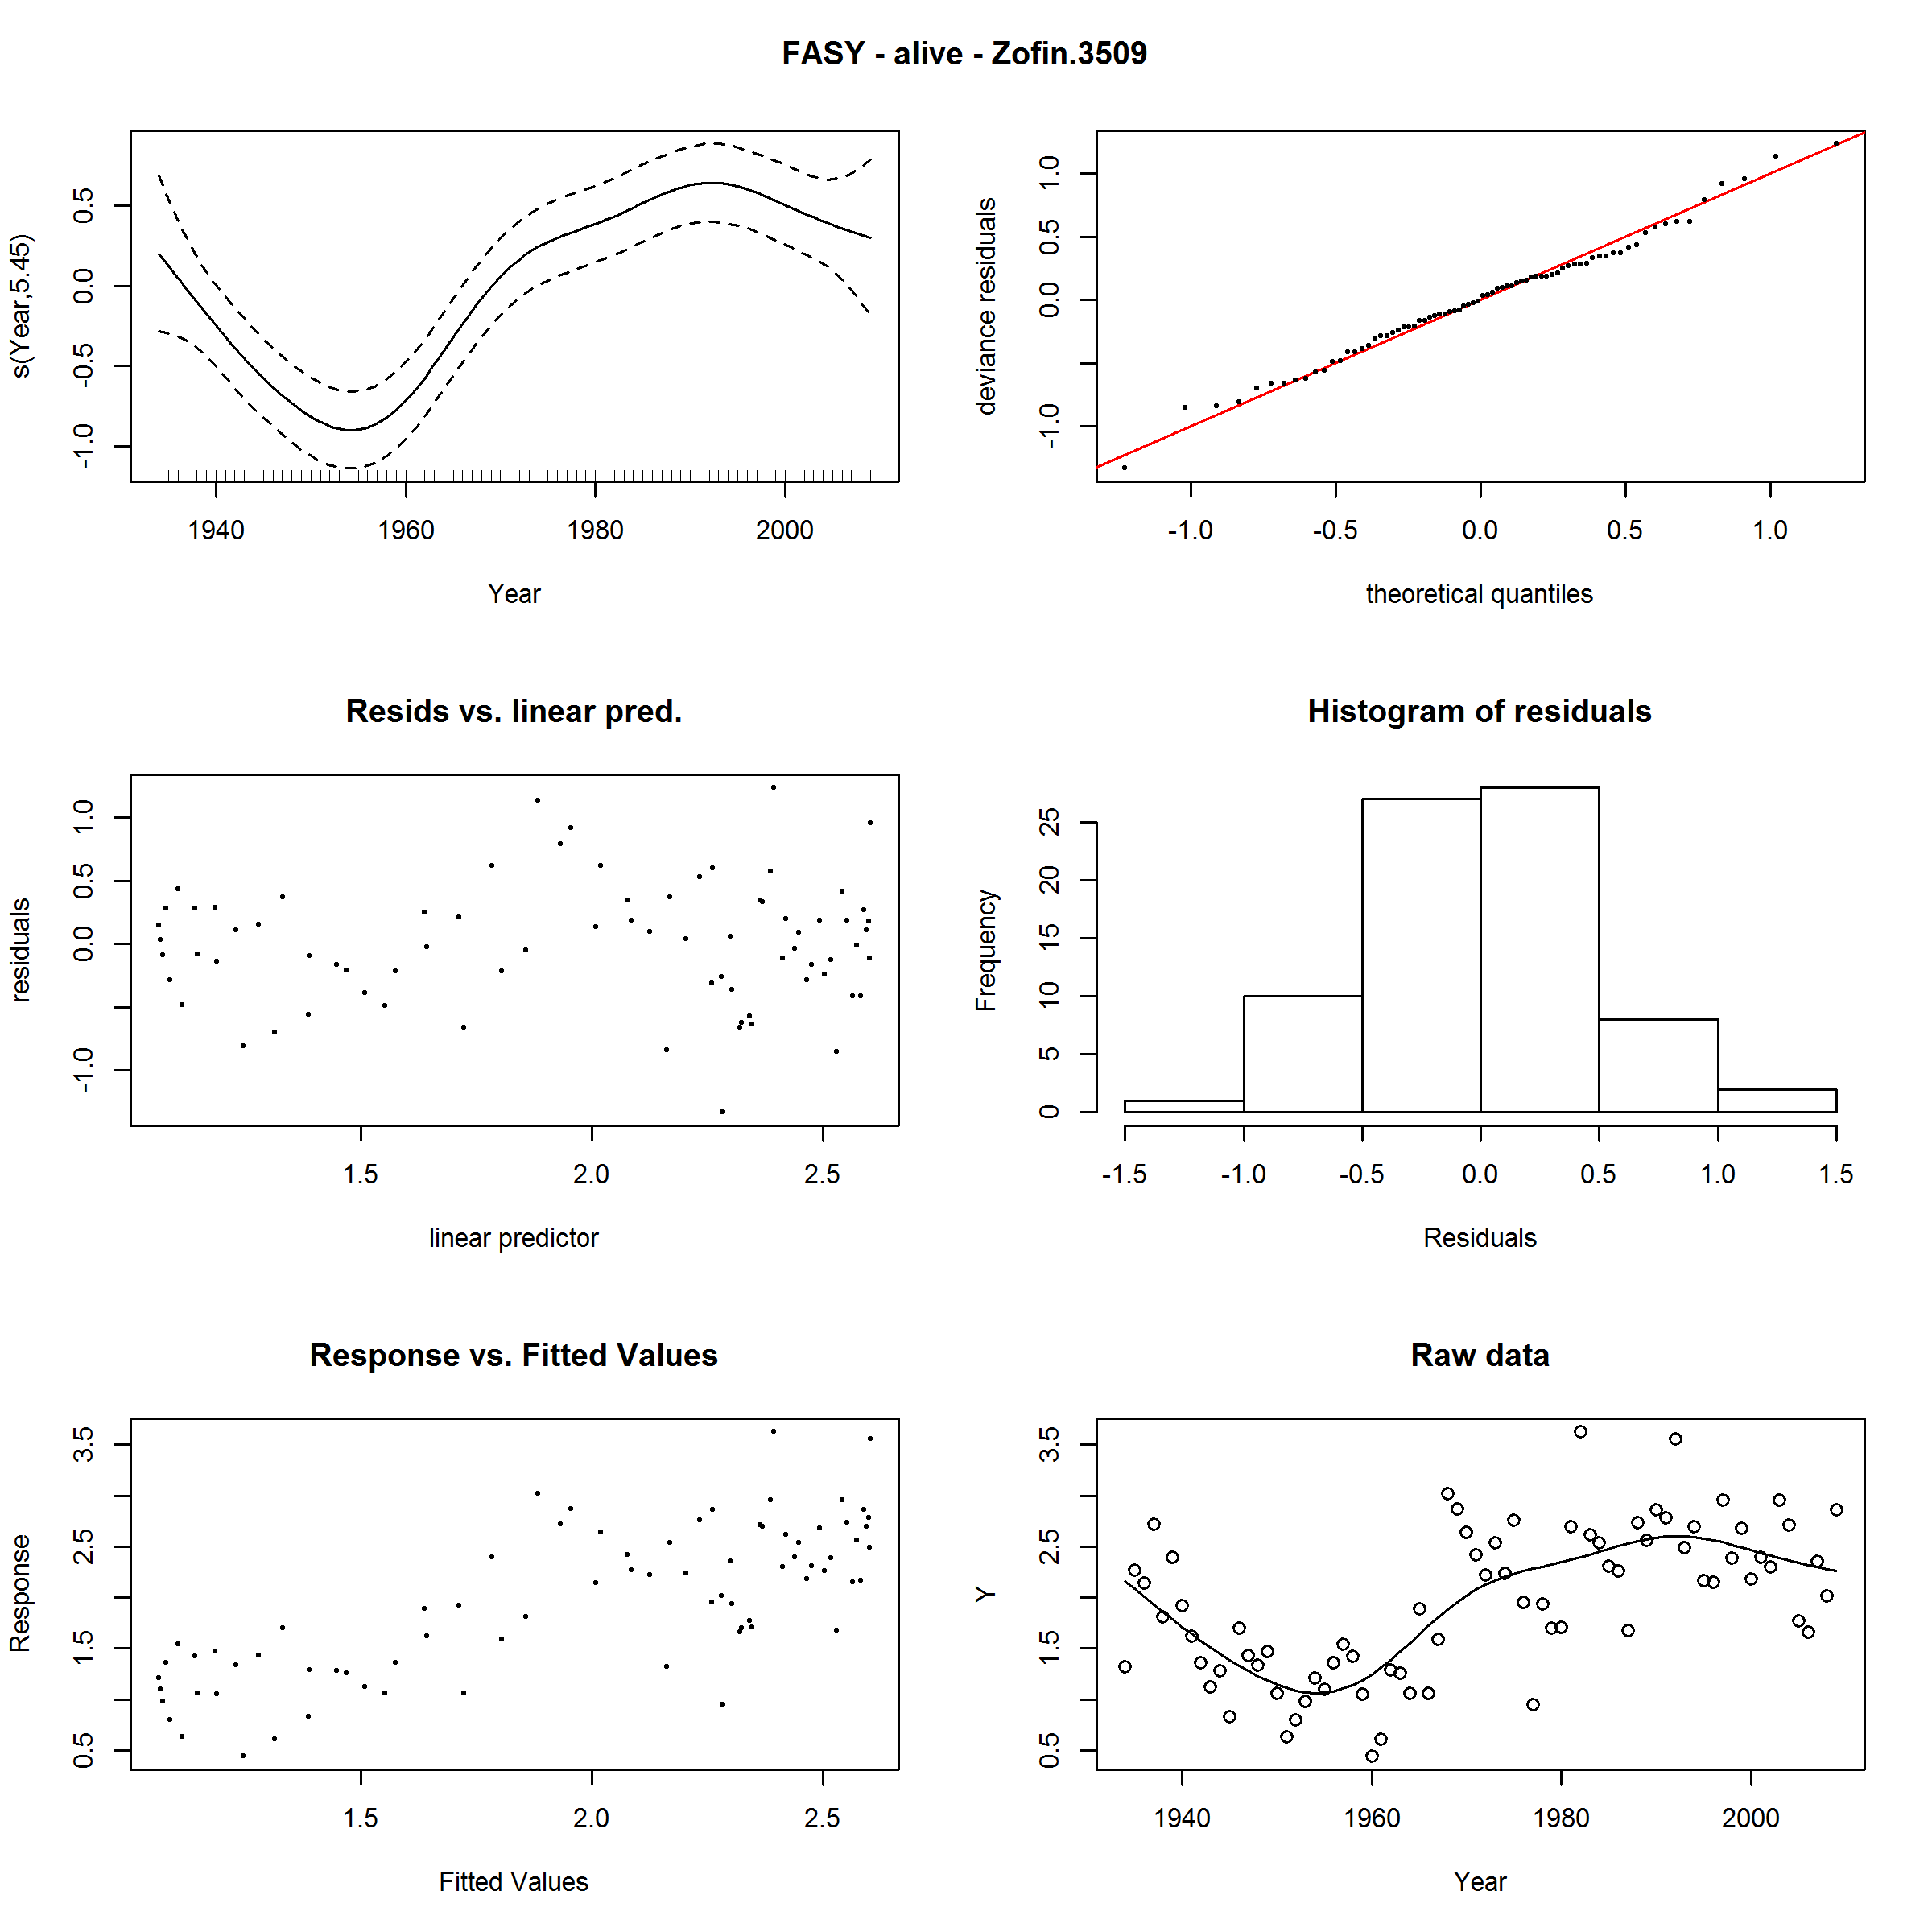 FASY - alive - Zofin.3509
s(Year,5.45)
0.5
0.0
-0.5
-1.0
1940 1960 1980 2000
Year
deviance residuals
1.0
0.5
0.0
-1.0
-1.0 -0.5 0.0 0.5 1.0
theoretical quantiles
Resids vs. linear pred.
residuals
1.0
0.5
0.0
-1.0
1.5 2.0 2.5
linear predictor
Histogram of residuals
Frequency
25
20
15
10
5
0
-1.5 -1.0 -0.5 0.0 0.5 1.0 1.5
Residuals
Response vs. Fitted Values
Response
3.5
2.5
1.5
0.5
1.5 2.0 2.5
Fitted Values
Raw data
Y
3.5
2.5
1.5
0.5
1940 1960 1980 2000
Year